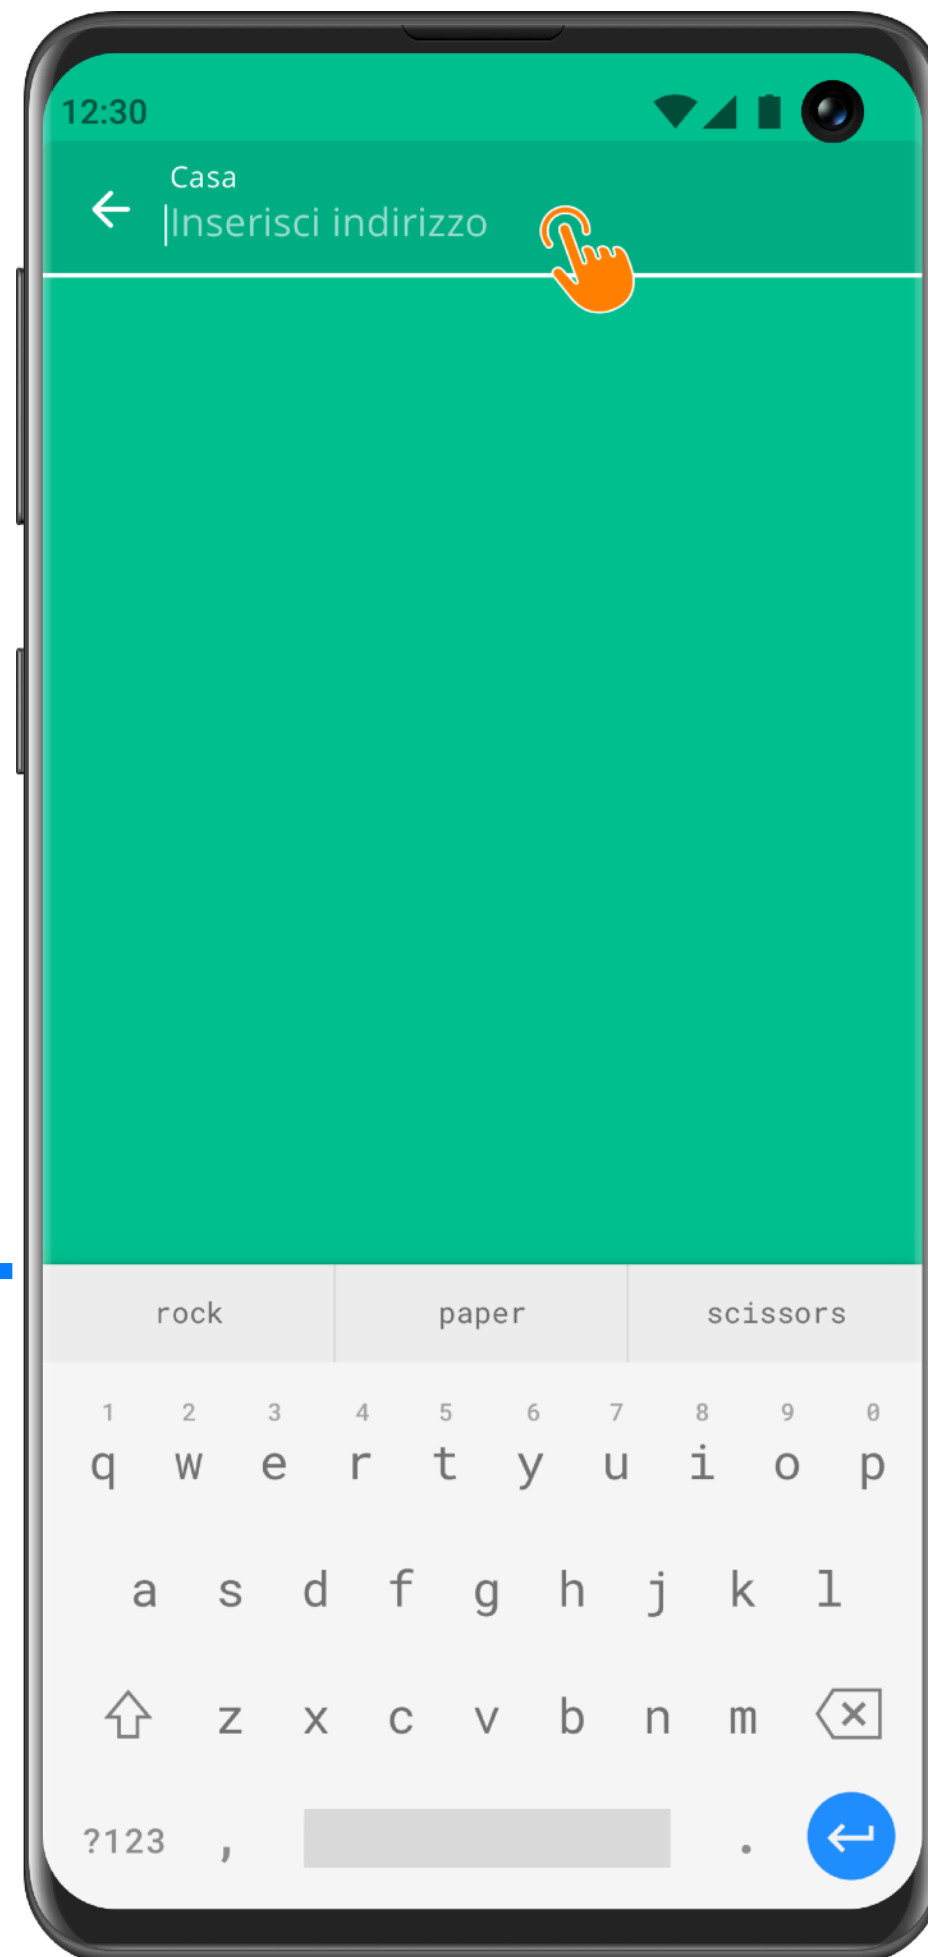 12:30
Casa
Inserisci indirizzo
rock paper scissors
1 2 3 4 5 6 7 8 9 0
q w e r t y u i o p
a s d f g h j k l
z x c v b n m
?123 , .